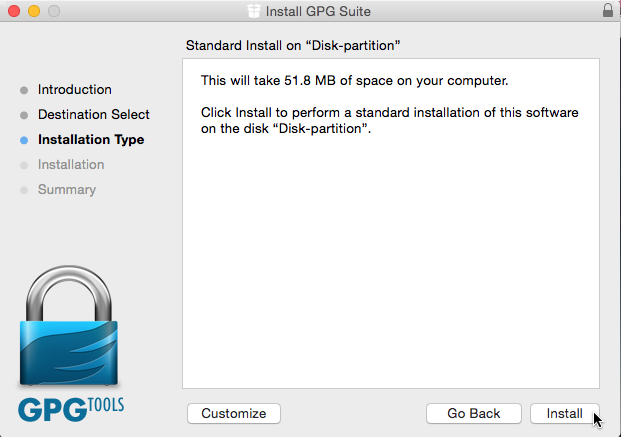 Install GPG Suite
Standard Install on “Disk-partition”
Introduction
Destination Select
Installation Type
Installation
Summary
This will take 51.8 MB of space on your computer.
Click Install to perform a standard installation of this software
on the disk “Disk-partition”.
GPGTOOLS
Customize
Go Back
Install